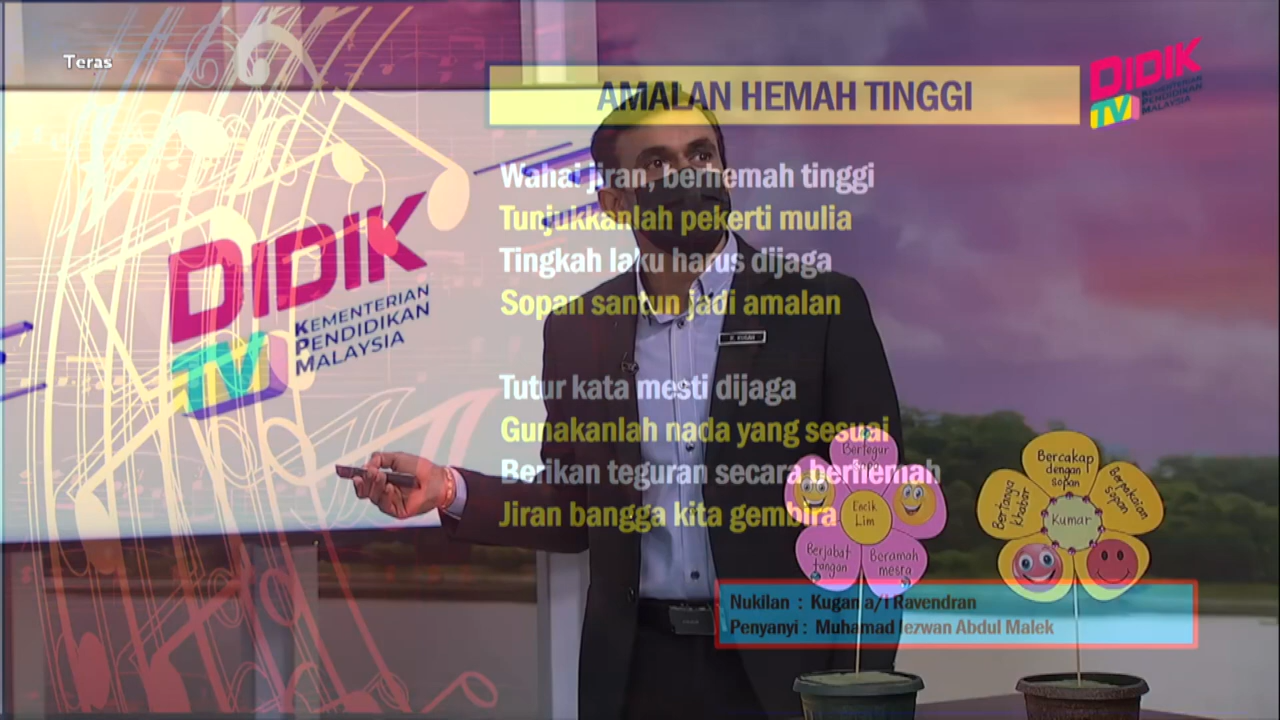 Teras
AMALAN HEMAH TINGGI
DIDIK
TV
KEMENTERIAN
PENDIDIKAN
MALAYSIA
Wahai jiran, berhemah tinggi
Tunjukkanlah pekerti mulia
Tingkah laku harus dijaga
Sopan santun jadi amalan
DIDIK
TV
KEMENTERIAN
PENDIDIKAN
MALAYSIA
Tutur kata mesti dijaga
Gunakanlah nada yang sesuai
Berikan teguran secara berhemah
Jiran bangga kita gembira
Bertegur
Encik
Lim
Berjabat
tangan
Beramah
mesra
Bercakap
dengan
sopan
Bertanya
khabar
Berpakaian
sopan
Kumar
Nukilan : Kugan a/l Ravendran
Penyanyi : Muhamad Jezwan Abdul Malek